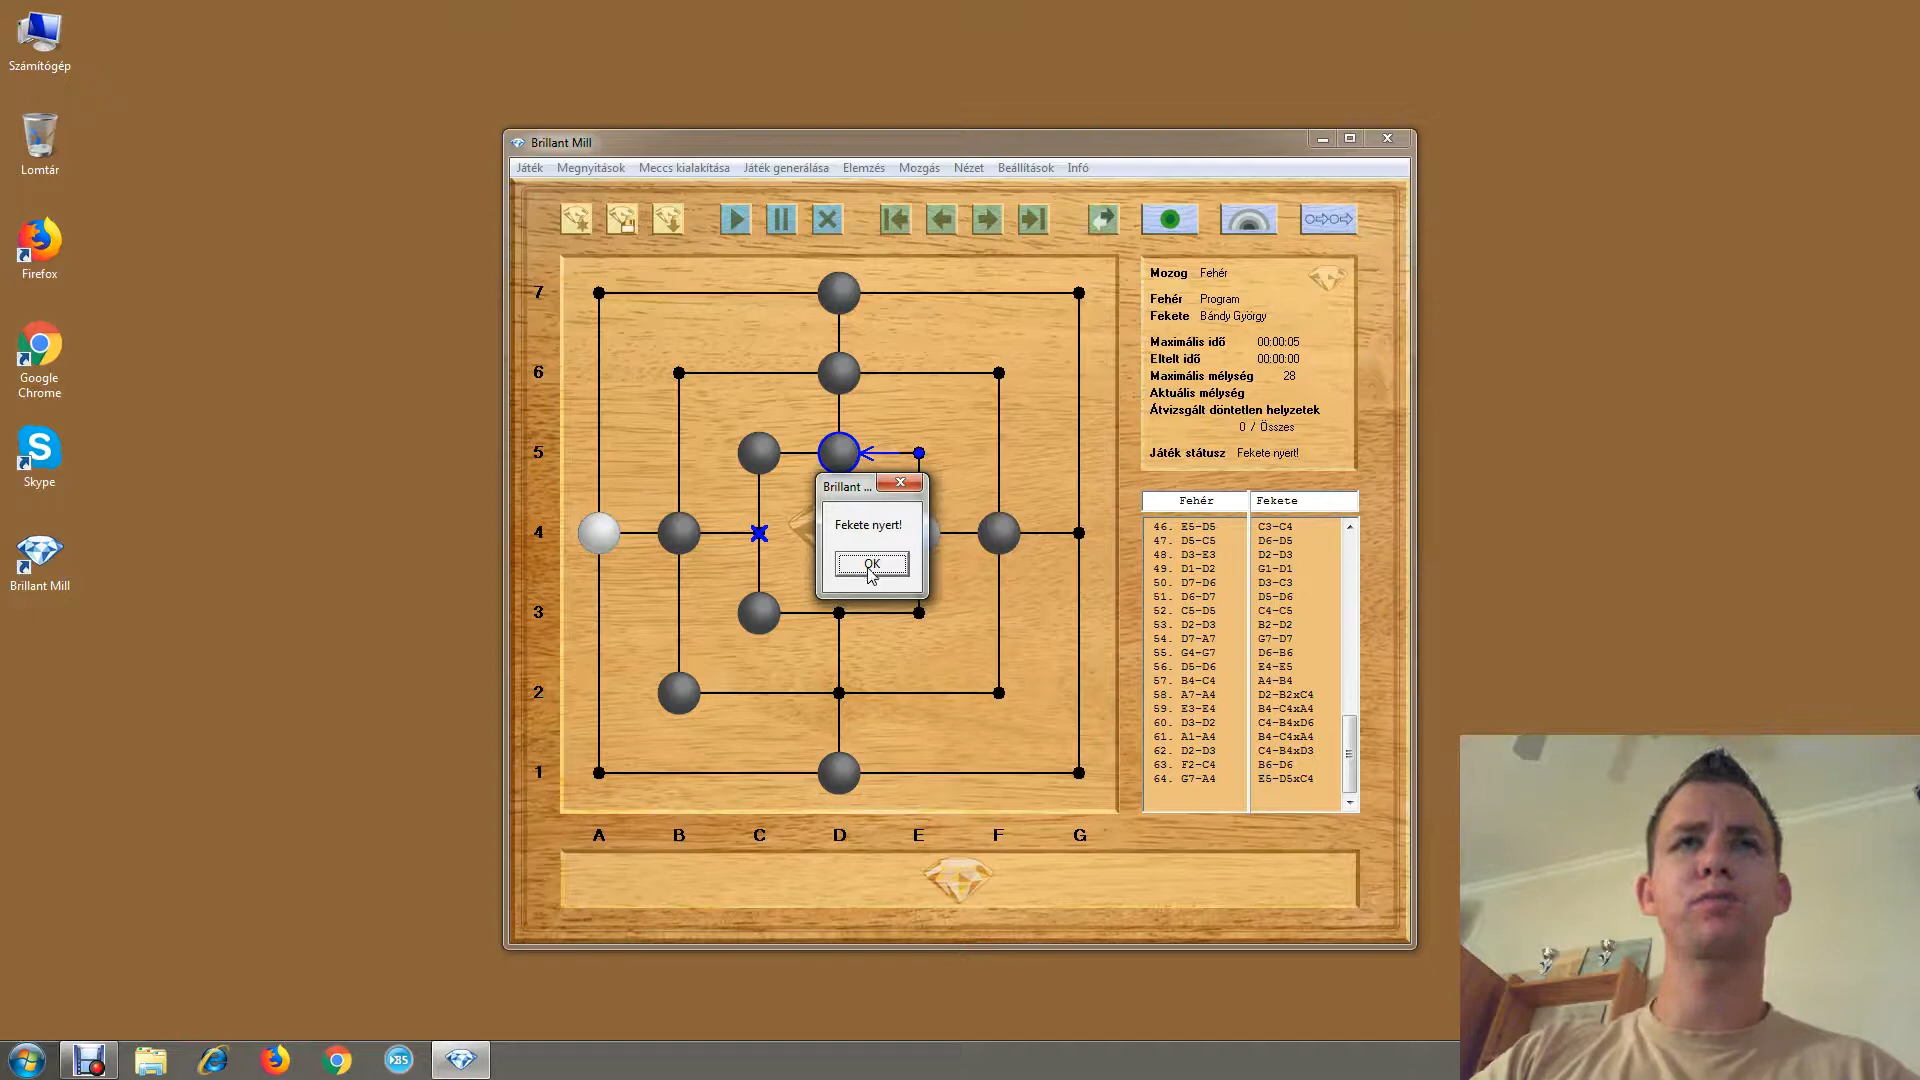 Számítógép
Lomtár
Firefox
Google
Chrome
Skype
Brillant Mill
Brillant Mill
Játék Megnyitások Meccs kialakítása Játék generálása Elemzés Mozgás Nézet Beállítások Infó
7
6
5
4
3
2
1
A B C D E F G
Brillant ...
Fekete nyert!
OK
Mozog Fehér
Fehér Program
Fekete Bándy György
Maximális idő 00:00:05
Eltelt idő 00:00:00
Maximális mélység 28
Aktuális mélység
Átvizsgált döntetlen helyzetek
0 / Összes
Játék státusz Fekete nyert!
Fehér Fekete
46. E5-D5 C3-C4
47. D5-C5 D6-D5
48. D3-E3 D2-D3
49. D1-D2 G1-D1
50. D7-D6 D3-C3
51. D6-D7 D5-D6
52. C5-D5 C4-C5
53. D2-D3 B2-D2
54. D7-A7 G7-D7
55. G4-G7 D6-B6
56. D5-D6 E4-E5
57. B4-C4 A4-B4
58. A7-A4 D2-B2xC4
59. E3-E4 B4-C4xA4
60. D3-D2 C4-B4xD6
61. A1-A4 B4-C4xA4
62. D2-D3 C4-B4xD3
63. F2-C4 B6-D6
64. G7-A4 E5-D5xC4
BS